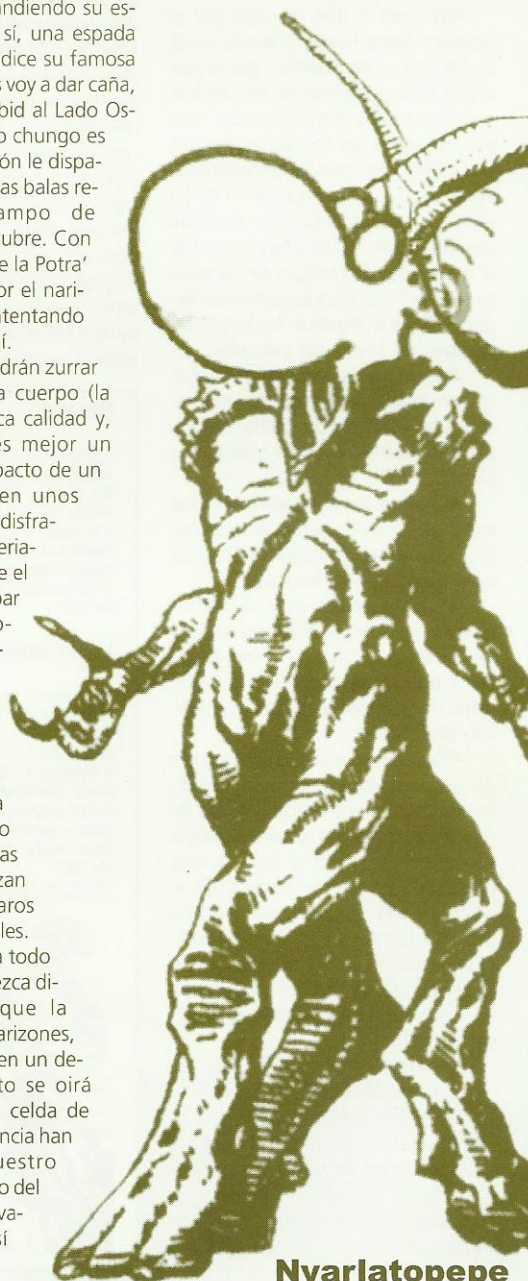 andiendo su es-
sí, una espada
dice su famosa
s voy a dar caña,
bid al Lado Os-
o chungo es
ón le dispa-
as balas re-
ampo de
ubre. Con
e la Potra'
or el nari-
ntentando
í.
drán zurrar
a cuerpo (la
ca calidad y,
es mejor un
pacto de un
en unos
disfra-
eria-
e el
par
o-
-
a
o
as
zan
aros
les.
a todo
ezca di-
que la
arizones,
en un de-
to se oirá
celda de
ncia han
uestro
o del
va-
sí
Nyarlatopepe